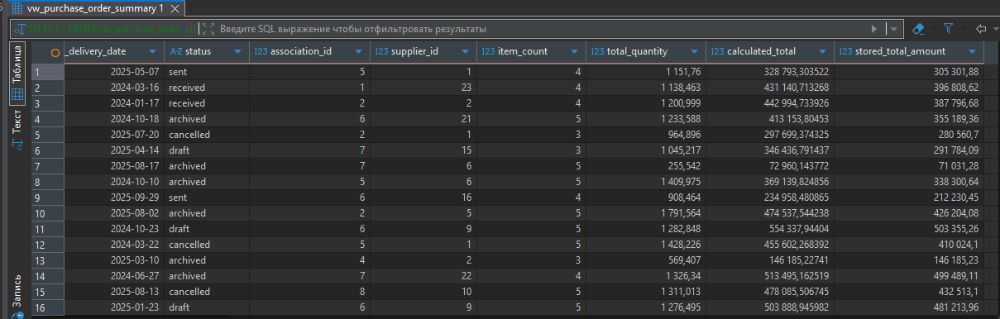 vw_purchase_order_summary 1
SELECT * FROM vw_purchase_order_su Введите SQL выражение чтобы отфильтровать результаты
Таблица
Текст
Запись
_delivery_date A-Z status 123 association_id 123 supplier_id 123 item_count 123 total_quantity 123 calculated_total 123 stored_total_amount
1 2025-05-07 sent 5 1 4 1 151,76 328 793,303522 305 301,88
2 2024-03-16 received 1 23 4 1 138,463 431 140,713268 396 808,62
3 2024-01-17 received 2 2 4 1 200,999 442 994,733926 387 796,68
4 2024-10-18 archived 6 21 5 1 233,588 413 153,80453 355 189,36
5 2025-07-20 cancelled 2 1 3 964,896 297 699,374325 280 560,7
6 2025-04-14 draft 7 15 3 1 045,217 346 436,791437 291 784,09
7 2025-08-17 archived 7 6 5 255,542 72 960,143772 71 031,28
8 2024-10-10 archived 5 6 5 1 409,975 369 139,824856 338 300,64
9 2025-09-29 sent 6 16 4 908,464 234 958,480865 212 230,45
10 2025-08-02 archived 2 5 5 1 791,564 474 537,544238 426 204,08
11 2024-10-23 draft 6 9 5 1 282,848 554 337,94404 503 355,26
12 2024-03-22 cancelled 5 1 5 1 428,226 455 602,268392 410 024,1
13 2025-03-10 archived 4 2 3 569,407 146 185,22741 146 185,23
14 2024-06-27 archived 7 22 4 1 326,34 513 495,162519 499 489,11
15 2025-08-13 cancelled 8 10 5 1 311,013 478 085,506745 432 513,1
16 2025-01-23 draft 6 9 5 1 276,495 503 888,945982 481 213,96